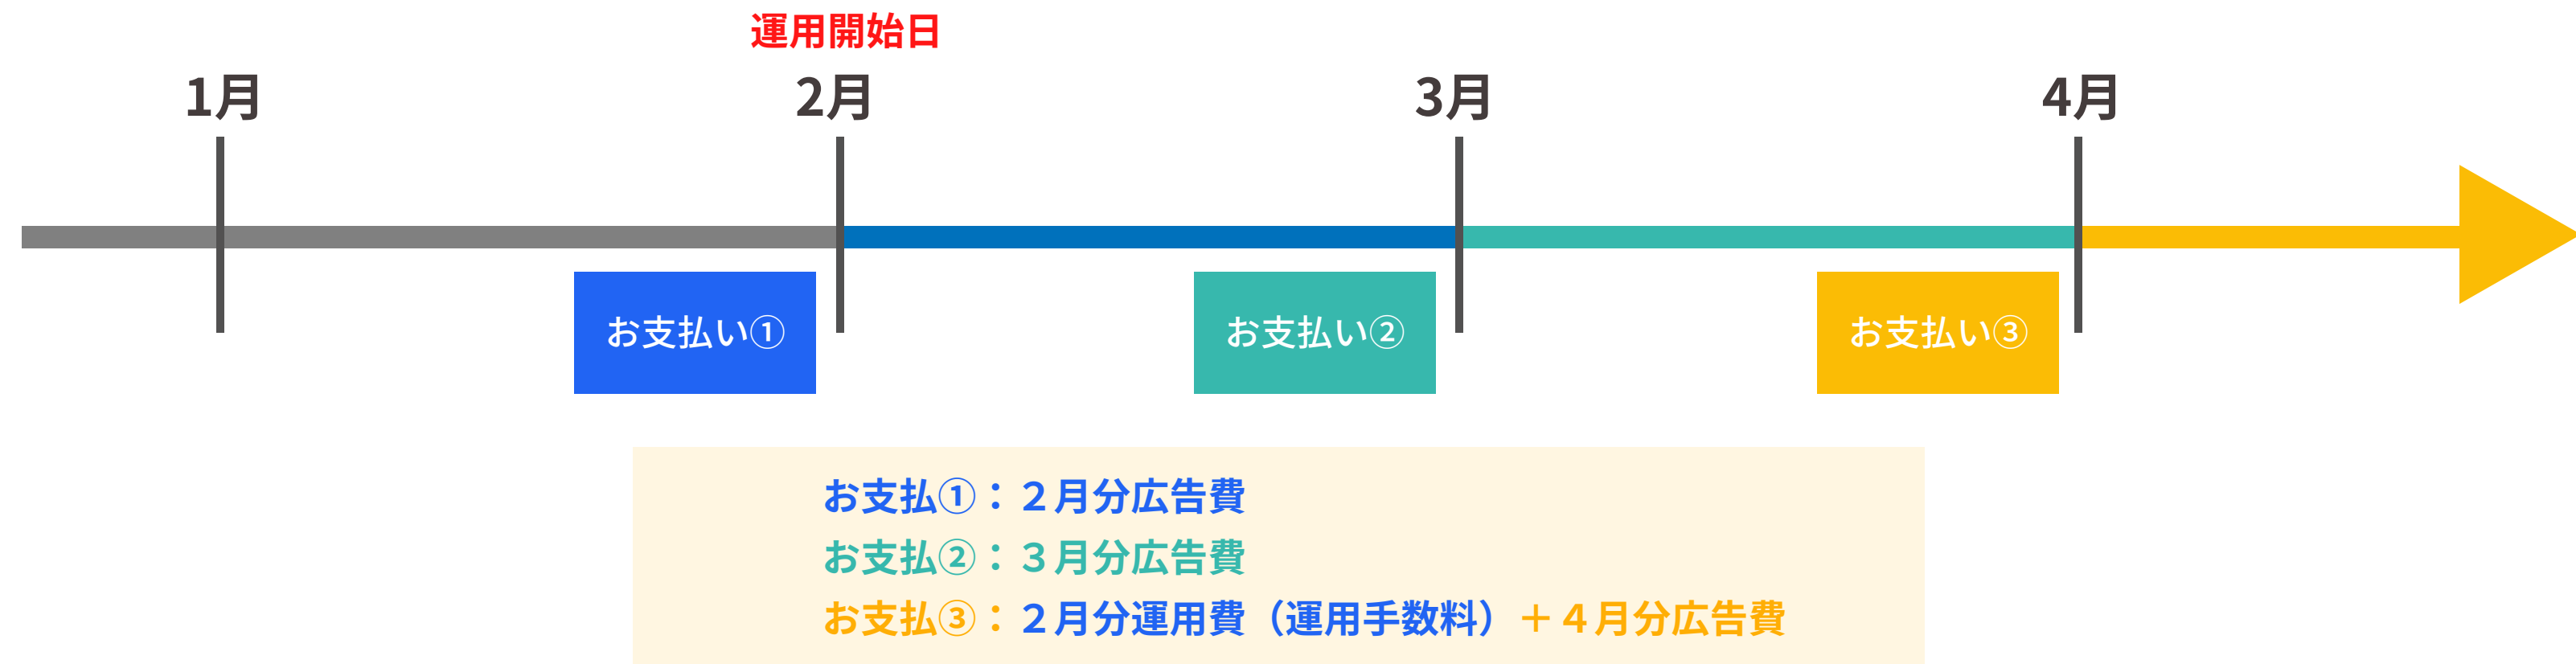 運用開始日
1月
2月
3月
4月
お支払い①
お支払い②
お支払い③
お支払①：２月分広告費
お支払②：３月分広告費
お支払③：２月分運用費（運用手数料）＋４月分広告費